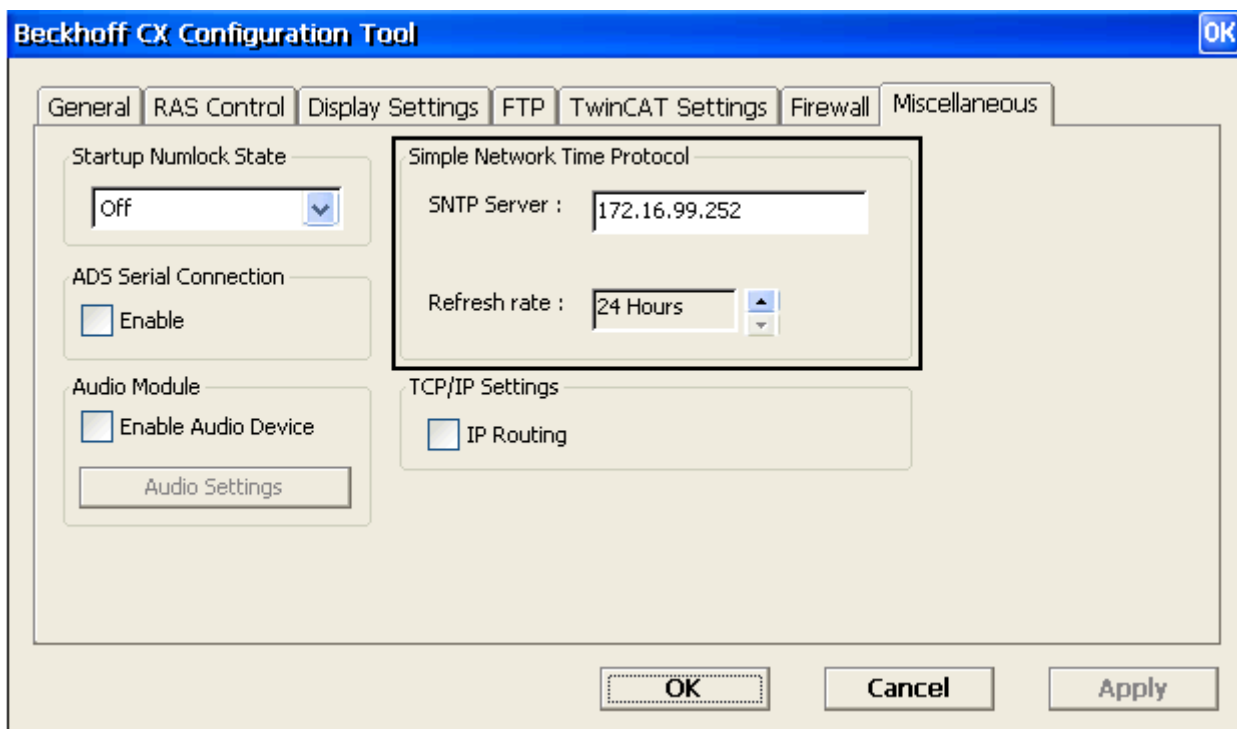 Beckhoff CX Configuration Tool
OK
General RAS Control Display Settings FTP TwinCAT Settings Firewall Miscellaneous
Startup Numlock State
Off
ADS Serial Connection
Enable
Audio Module
Enable Audio Device
Audio Settings
Simple Network Time Protocol
SNTP Server :
172.16.99.252
Refresh rate :
24 Hours
TCP/IP Settings
IP Routing
OK Cancel Apply